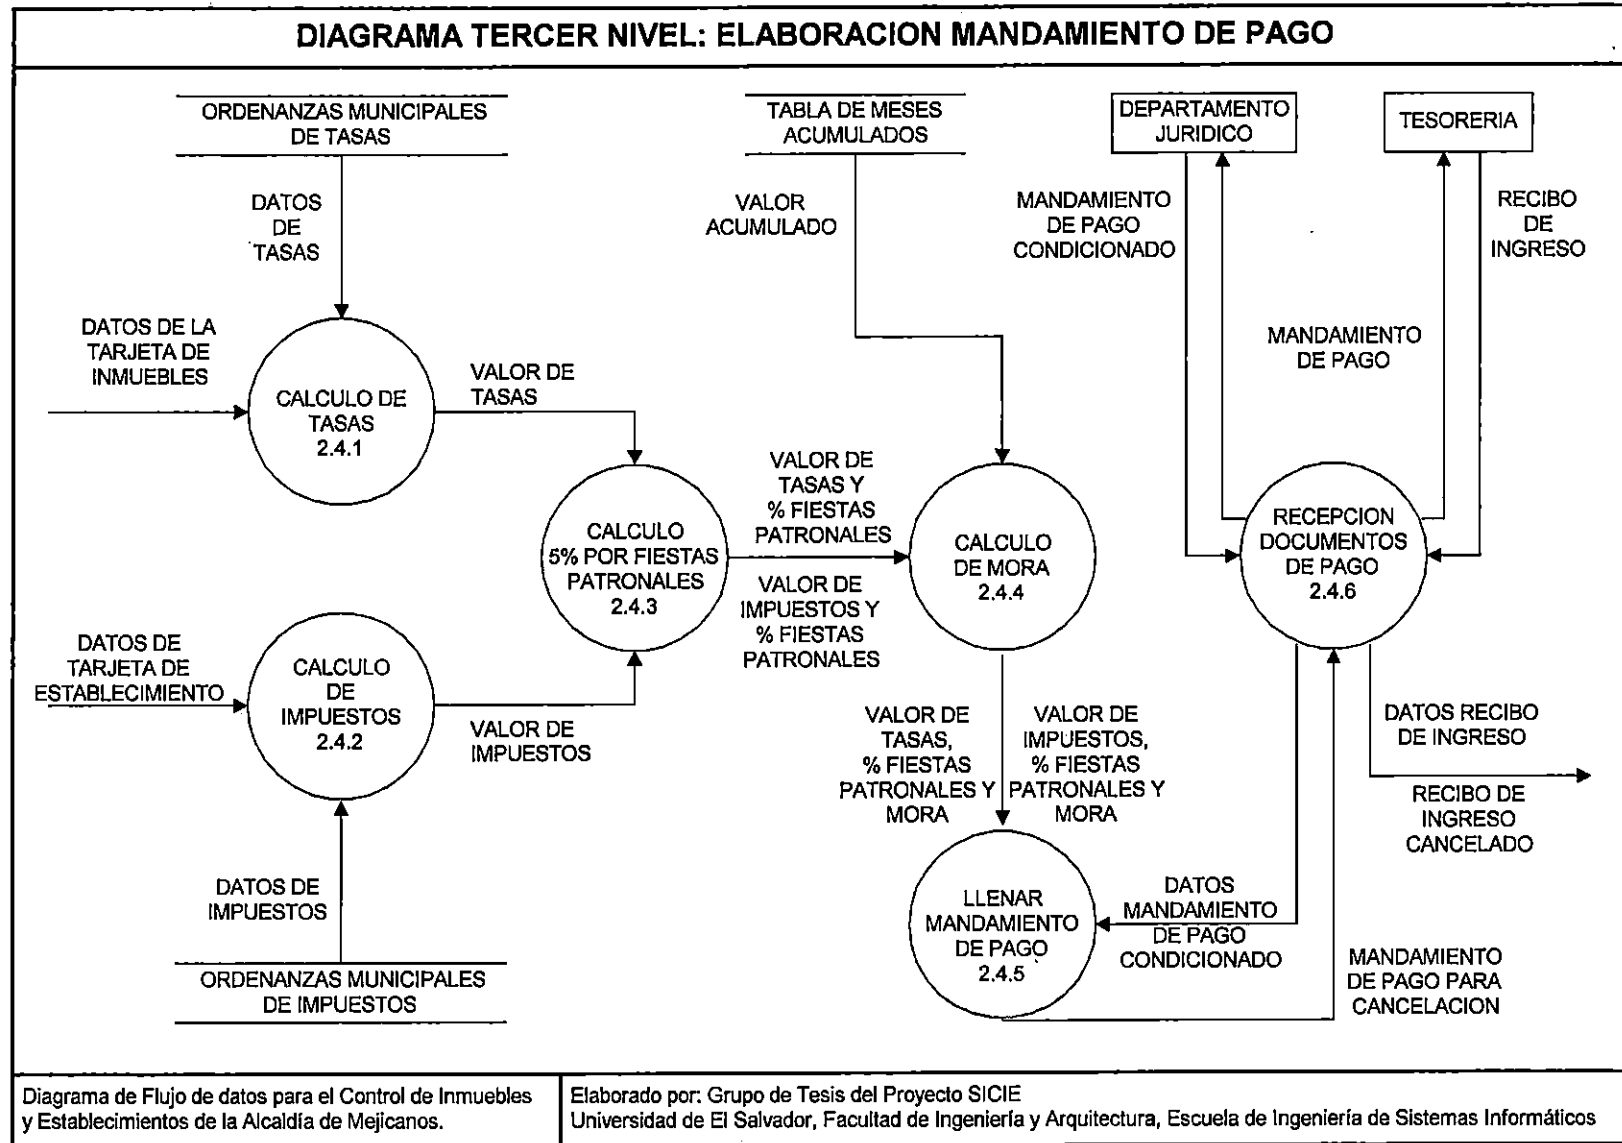 DIAGRAMA TERCER NIVEL: ELABORACION MANDAMIENTO DE PAGO
ORDENANZAS MUNICIPALES
DE TASAS
TABLA DE MESES
ACUMULADOS
DEPARTAMENTO
JURIDICO
TESORERIA
DATOS
DE
TASAS
VALOR
ACUMULADO
MANDAMIENTO
DE PAGO
CONDICIONADO
RECIBO
DE
INGRESO
MANDAMIENTO
DE PAGO
DATOS DE LA
TARJETA DE
INMUEBLES
CALCULO DE
TASAS
2.4.1
VALOR DE
TASAS
CALCULO
5% POR FIESTAS
PATRONALES
2.4.3
VALOR DE
TASAS Y
% FIESTAS
PATRONALES
VALOR DE
IMPUESTOS Y
% FIESTAS
PATRONALES
CALCULO
DE MORA
2.4.4
RECEPCION
DOCUMENTOS
DE PAGO
2.4.6
DATOS DE
TARJETA DE
ESTABLECIMIENTO
CALCULO
DE
IMPUESTOS
2.4.2
VALOR DE
IMPUESTOS
VALOR DE
TASAS,
% FIESTAS
PATRONALES Y
MORA
VALOR DE
IMPUESTOS,
% FIESTAS
PATRONALES Y
MORA
DATOS RECIBO
DE INGRESO
RECIBO DE
INGRESO
CANCELADO
DATOS DE
IMPUESTOS
LLENAR
MANDAMIENTO
DE PAGO
2.4.5
DATOS
MANDAMIENTO
DE PAGO
CONDICIONADO
MANDAMIENTO
DE PAGO PARA
CANCELACION
ORDENANZAS MUNICIPALES
DE IMPUESTOS
Diagrama de Flujo de datos para el Control de Inmuebles
y Establecimientos de la Alcaldía de Mejicanos.
Elaborado por: Grupo de Tesis del Proyecto SICIE
Universidad de El Salvador, Facultad de Ingeniería y Arquitectura, Escuela de Ingeniería de Sistemas Informáticos